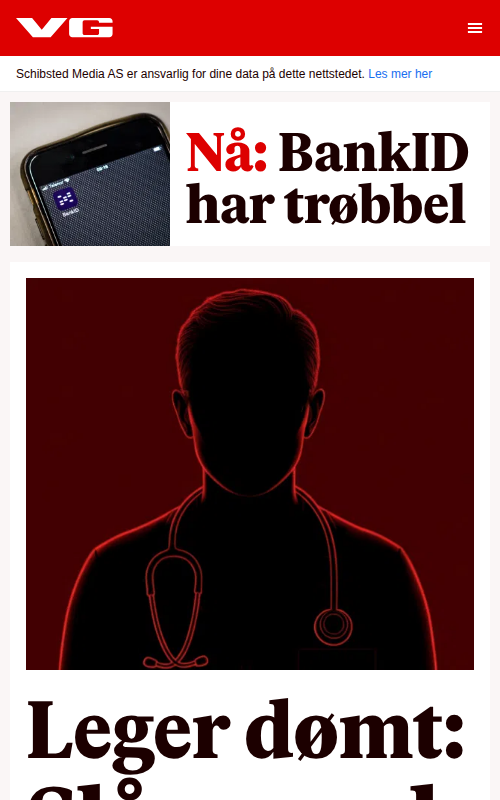 VG
Schibsted Media AS er ansvarlig for dine data på dette nettstedet. Les mer her
Nå: BankID
har trøbbel
BankID
Leger dømt: